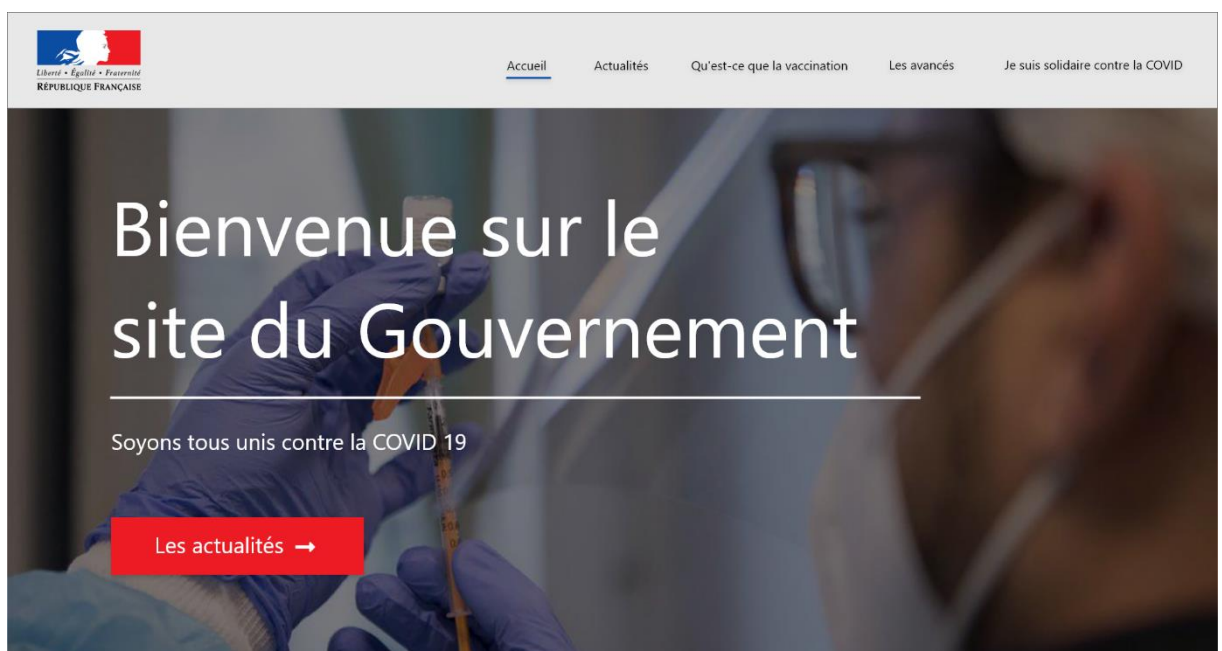 Liberté • Égalité • Fraternité
RÉPUBLIQUE FRANÇAISE
Accueil
Actualités
Qu'est-ce que la vaccination
Les avancés
Je suis solidaire contre la COVID
Bienvenue sur le
site du Gouvernement
Soyons tous unis contre la COVID 19
Les actualités →